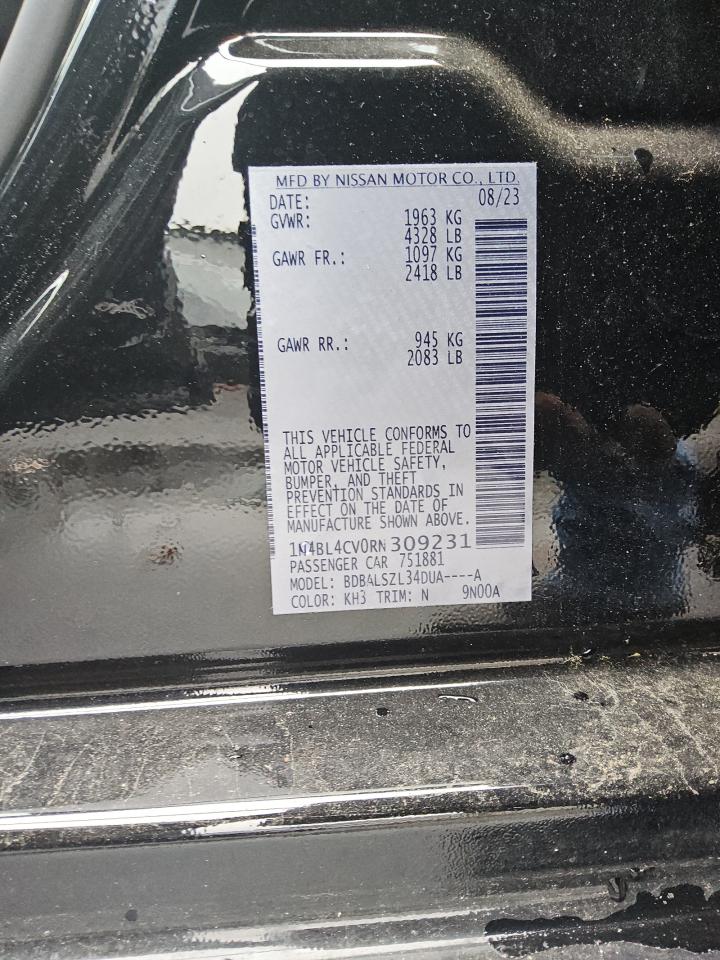 MFD BY NISSAN MOTOR CO., LTD.
DATE: 08/23
GVWR: 1963 KG
4328 LB
GAWR FR.: 1097 KG
2418 LB
GAWR RR.: 945 KG
2083 LB
THIS VEHICLE CONFORMS TO
ALL APPLICABLE FEDERAL
MOTOR VEHICLE SAFETY,
BUMPER, AND THEFT
PREVENTION STANDARDS IN
EFFECT ON THE DATE OF
MANUFACTURE SHOWN ABOVE.
1N4BL4CV0RN309231
PASSENGER CAR 751881
MODEL: BDBALSZL34DUA----A
COLOR: KH3 TRIM: N 9N00A